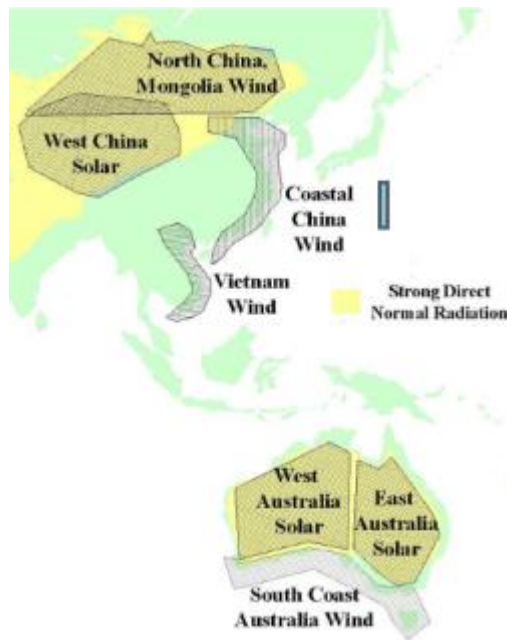 North China,
Mongolia Wind
West China
Solar
Coastal
China
Wind
Vietnam
Wind
Strong Direct
Normal Radiation
West
Australia
Solar
East
Australia
Solar
South Coast
Australia Wind